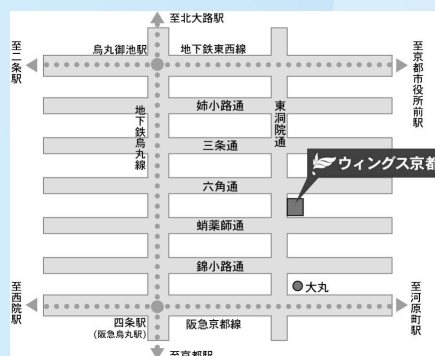 至北大路駅
烏丸御池駅
地下鉄東西線
至二条駅
至京都市役所前駅
姉小路通
地下鉄烏丸線
東洞院通
三条通
ウィングス京都
六角通
蛸薬師通
錦小路通
大丸
至西院駅
至河原町駅
四条駅
(阪急烏丸駅)
阪急京都線
至京都駅